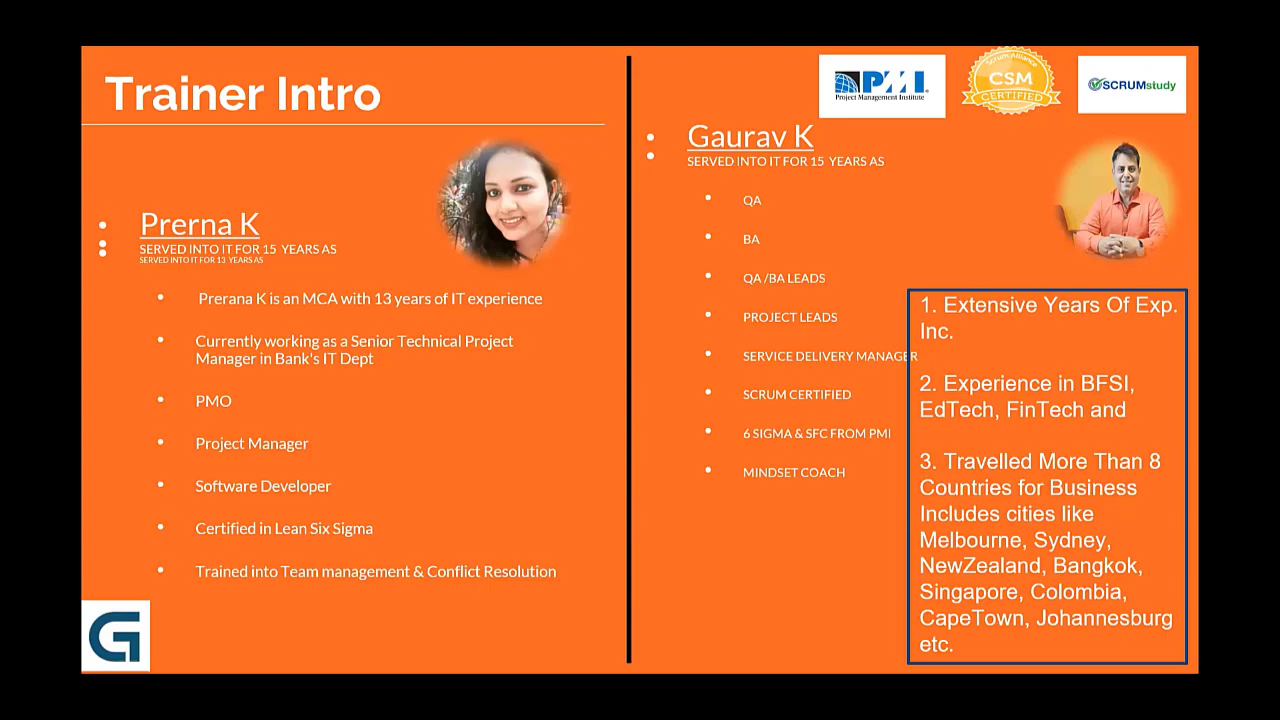 Trainer Intro
Prerna K
SERVED INTO IT FOR 15 YEARS AS
SERVED INTO IT FOR 13 YEARS AS
Prerana K is an MCA with 13 years of IT experience
Currently working as a Senior Technical Project
Manager in Bank's IT Dept
PMO
Project Manager
Software Developer
Certified in Lean Six Sigma
Trained into Team management & Conflict Resolution
G
PMI
Project Management Institute
Scrum Alliance
CSM
CERTIFIED
SCRUMstudy
Gaurav K
SERVED INTO IT FOR 15 YEARS AS
QA
BA
QA /BA LEADS
PROJECT LEADS
SERVICE DELIVERY MANAGER
SCRUM CERTIFIED
6 SIGMA & SFC FROM PMI
MINDSET COACH
1. Extensive Years Of Exp.
Inc.
2. Experience in BFSI,
EdTech, FinTech and
3. Travelled More Than 8
Countries for Business
Includes cities like
Melbourne, Sydney,
NewZealand, Bangkok,
Singapore, Colombia,
CapeTown, Johannesburg
etc.